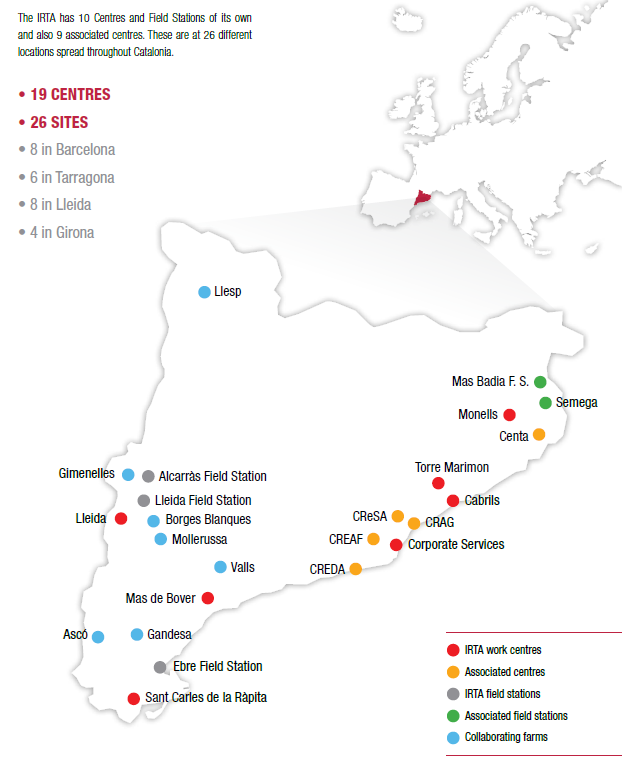 The IRTA has 10 Centres and Field Stations of its own
and also 9 associated centres. These are at 26 different
locations spread throughout Catalonia.
• 19 CENTRES
• 26 SITES
• 8 in Barcelona
• 6 in Tarragona
• 8 in Lleida
• 4 in Girona
Llesp
Mas Badia F. S.
Semega
Monells
Centa
Torre Marimon
Gimenelles
Alcarràs Field Station
Lleida Field Station
Cabrils
Lleida
Borges Blanques
CReSA
CRAG
Mollerussa
CREAF
Corporate Services
Valls
CREDA
Mas de Bover
Ascó
Gandesa
Ebre Field Station
Sant Carles de la Ràpita
IRTA work centres
Associated centres
IRTA field stations
Associated field stations
Collaborating farms